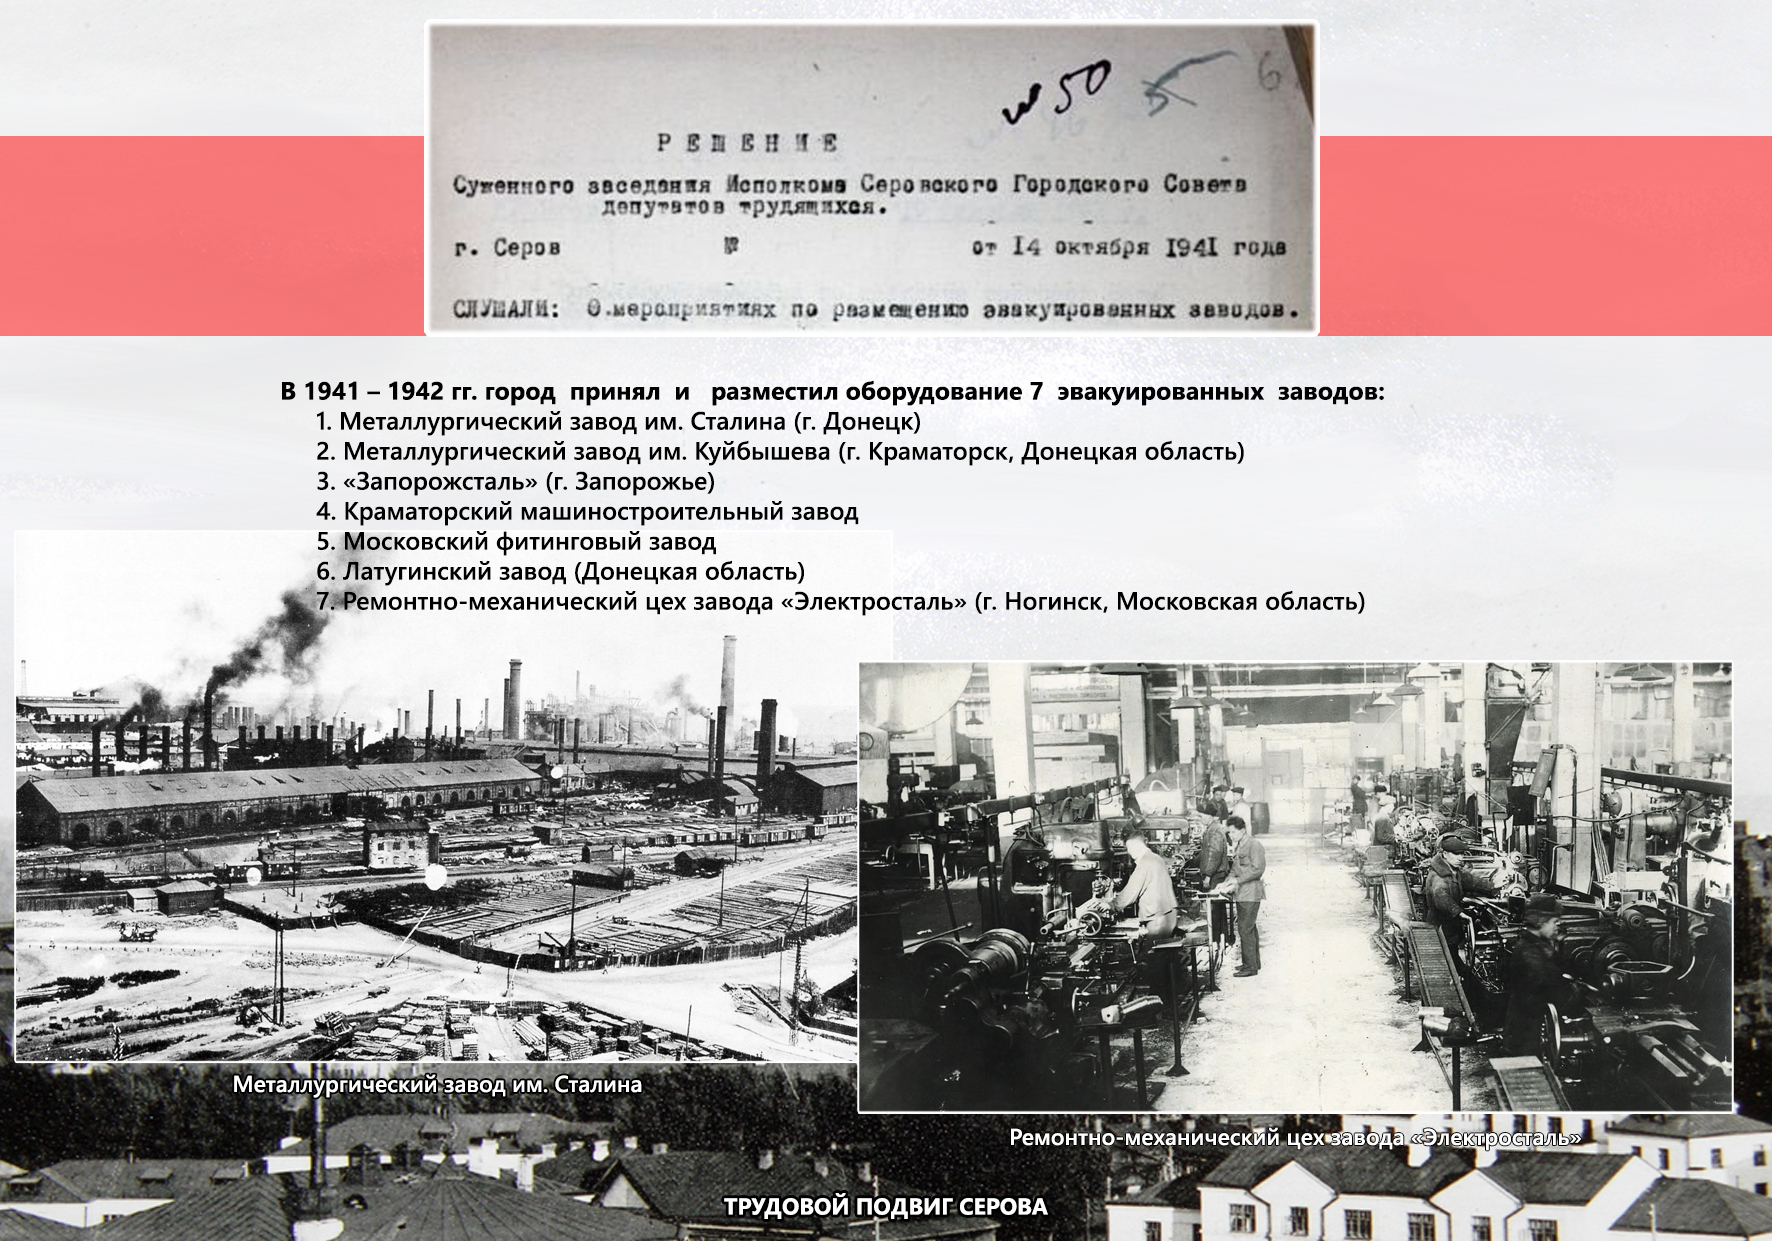 № 50
5
6
РЕШЕНИЕ
Суженного заседания Исполкома Серовского Городского Совета
депутатов трудящихся.
г. Серов № от 14 октября 1941 года
СЛУШАЛИ: О мероприятиях по размещению эвакуированных заводов.
В 1941 – 1942 гг. город принял и разместил оборудование 7 эвакуированных заводов:
1. Металлургический завод им. Сталина (г. Донецк)
2. Металлургический завод им. Куйбышева (г. Краматорск, Донецкая область)
3. «Запорожсталь» (г. Запорожье)
4. Краматорский машиностроительный завод
5. Московский фитинговый завод
6. Латугинский завод (Донецкая область)
7. Ремонтно-механический цех завода «Электросталь» (г. Ногинск, Московская область)
Металлургический завод им. Сталина
Ремонтно-механический цех завода «Электросталь»
ТРУДОВОЙ ПОДВИГ СЕРОВА